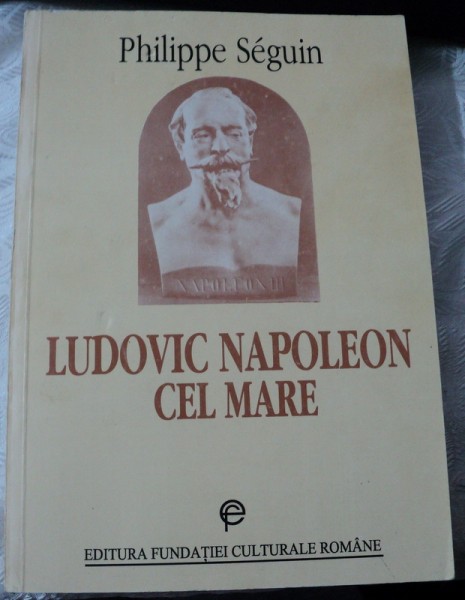 Philippe Séguin
NAPOLEON III
LUDOVIC NAPOLEON
CEL MARE
EDITURA FUNDAȚIEI CULTURALE ROMÂNE